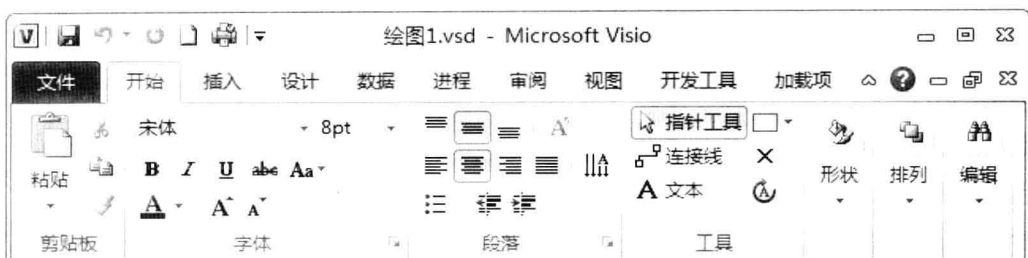 绘图1.vsd - Microsoft Visio
文件 开始 插入 设计 数据 进程 审阅 视图 开发工具 加载项
宋体 8pt
指针工具
B I U abc Aa
连接线
粘贴
形状 排列 编辑
A A A
A 文本
剪贴板 字体 段落 工具